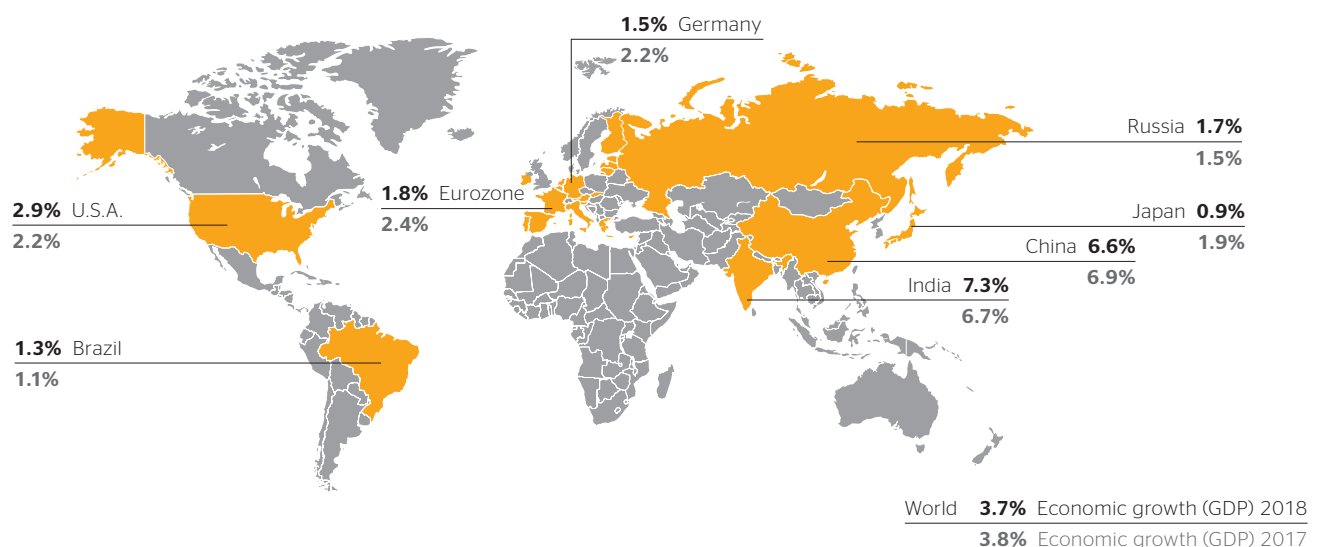 1.5% Germany
2.2%
Russia 1.7%
1.5%
1.8% Eurozone
2.4%
2.9% U.S.A.
2.2%
Japan 0.9%
1.9%
China 6.6%
6.9%
India 7.3%
6.7%
1.3% Brazil
1.1%
World 3.7% Economic growth (GDP) 2018
3.8% Economic growth (GDP) 2017